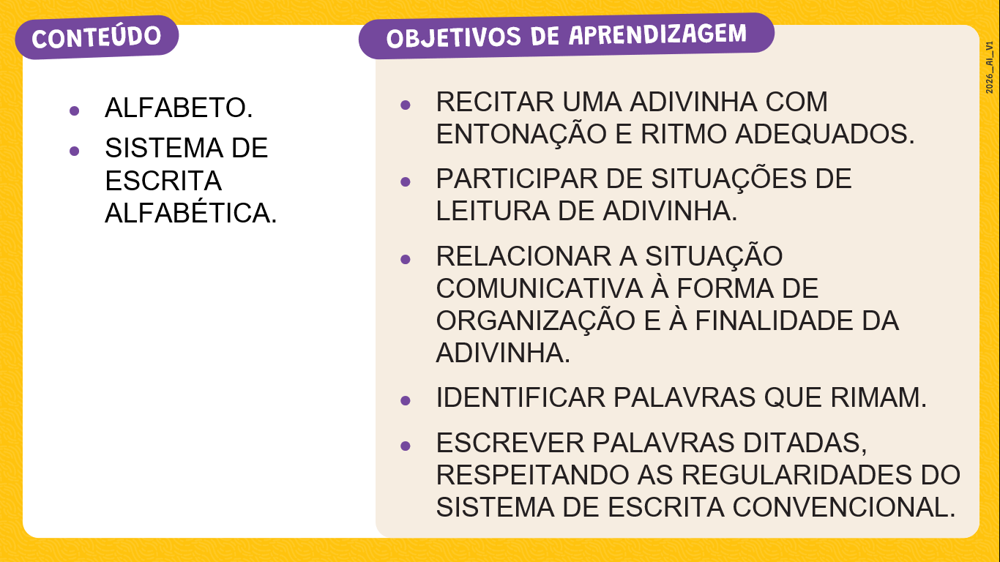 CONTEÚDO
ALFABETO.
SISTEMA DE
ESCRITA
ALFABÉTICA.
OBJETIVOS DE APRENDIZAGEM
RECITAR UMA ADIVINHA COM
ENTONAÇÃO E RITMO ADEQUADOS.
PARTICIPAR DE SITUAÇÕES DE
LEITURA DE ADIVINHA.
RELACIONAR A SITUAÇÃO
COMUNICATIVA À FORMA DE
ORGANIZAÇÃO E À FINALIDADE DA
ADIVINHA.
IDENTIFICAR PALAVRAS QUE RIMAM.
ESCREVER PALAVRAS DITADAS,
RESPEITANDO AS REGULARIDADES DO
SISTEMA DE ESCRITA CONVENCIONAL.
2026_AI_V1